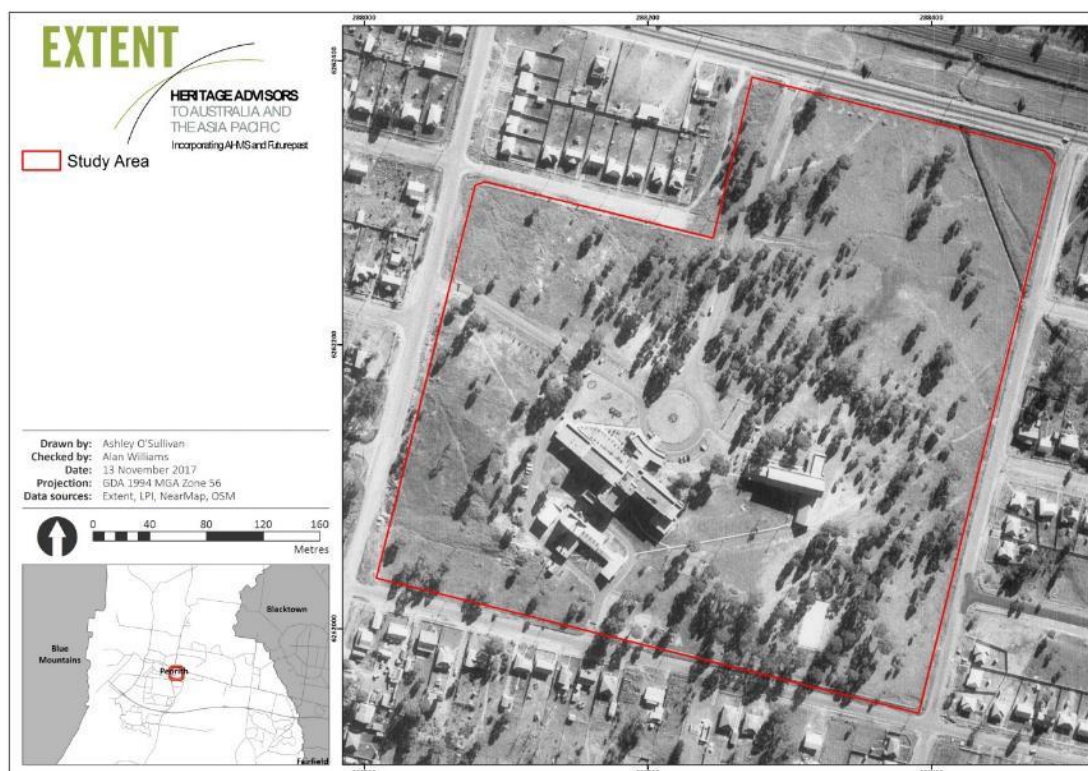 EXTENT
HERITAGE ADVISORS
TO AUSTRALIA AND
THE ASIA PACIFIC
Incorporating AHMS and Futurepast
Study Area
Drawn by: Ashley O'Sullivan
Checked by: Alan Williams
Date: 13 November 2017
Projection: GDA 1994 MGA Zone 56
Data sources: Extent, LPI, NearMap, OSM
0 40 80 120 160
Metres
Blacktown
Blue
Mountains
Penrith
Fairfield
6262200
6262000